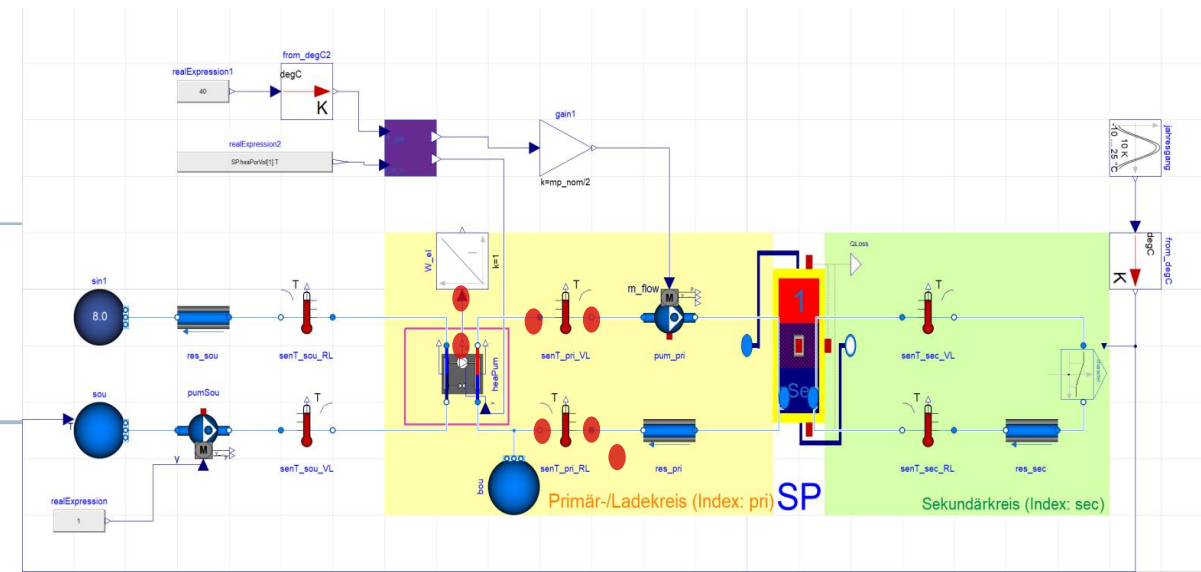 from_degC2
realExpression1
degC
40
K
gain1
realExpression2
SP.heaPorVol[1].T
k=mp_nom/2
jahresgang
-10 ... 25 °C
10 K
from_degC
degC
K
W_el
I
k=1
QLoss
sin1
T
T
m_flow
M
1
T
8.0
res_sou
senT_sou_RL
senT_pri_VL
pum_pri
senT_sec_VL
heaPum
character
sou
pumSou
T
T
T
Se
T
M
V
senT_sou_VL
senT_pri_RL
res_pri
senT_sec_RL
res_sec
bou
realExpression
1
Primär-/Ladekreis (Index: pri)
SP
Sekundärkreis (Index: sec)